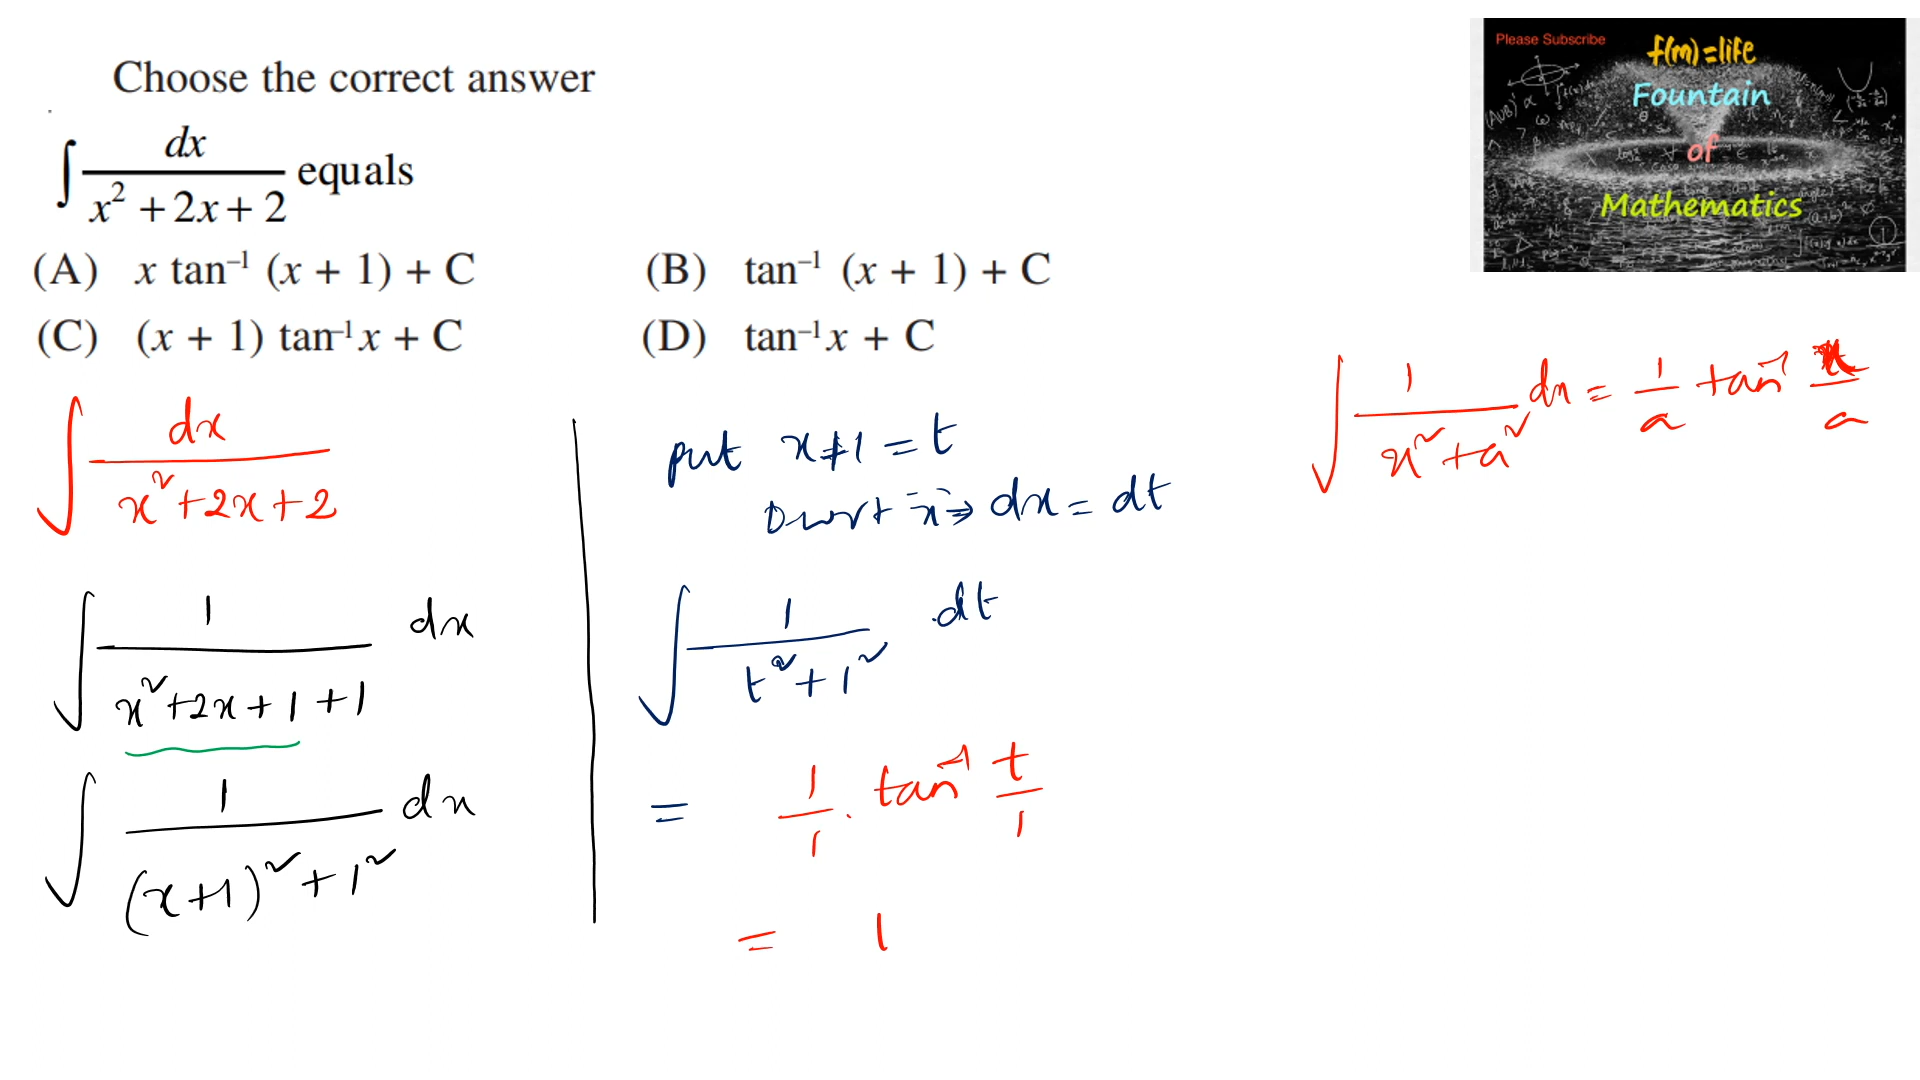 Choose the correct answer
∫ dx / (x² + 2x + 2) equals
(A) x tan⁻¹ (x + 1) + C
(B) tan⁻¹ (x + 1) + C
(C) (x + 1) tan⁻¹x + C
(D) tan⁻¹x + C
∫ dx / (x² + 2x + 2)
∫ 1 / (x² + 2x + 1 + 1) dx
∫ 1 / ((x+1)² + 1²) dx
put x+1 = t
D wrt x ⇒ dx = dt
∫ 1 / (t² + 1²) . dt
= 1/1 . tan⁻¹ t/1
= 1
∫ 1 / (x² + a²) dx = 1/a tan⁻¹ x/a
Please Subscribe
f(m)=life
Fountain
of
Mathematics